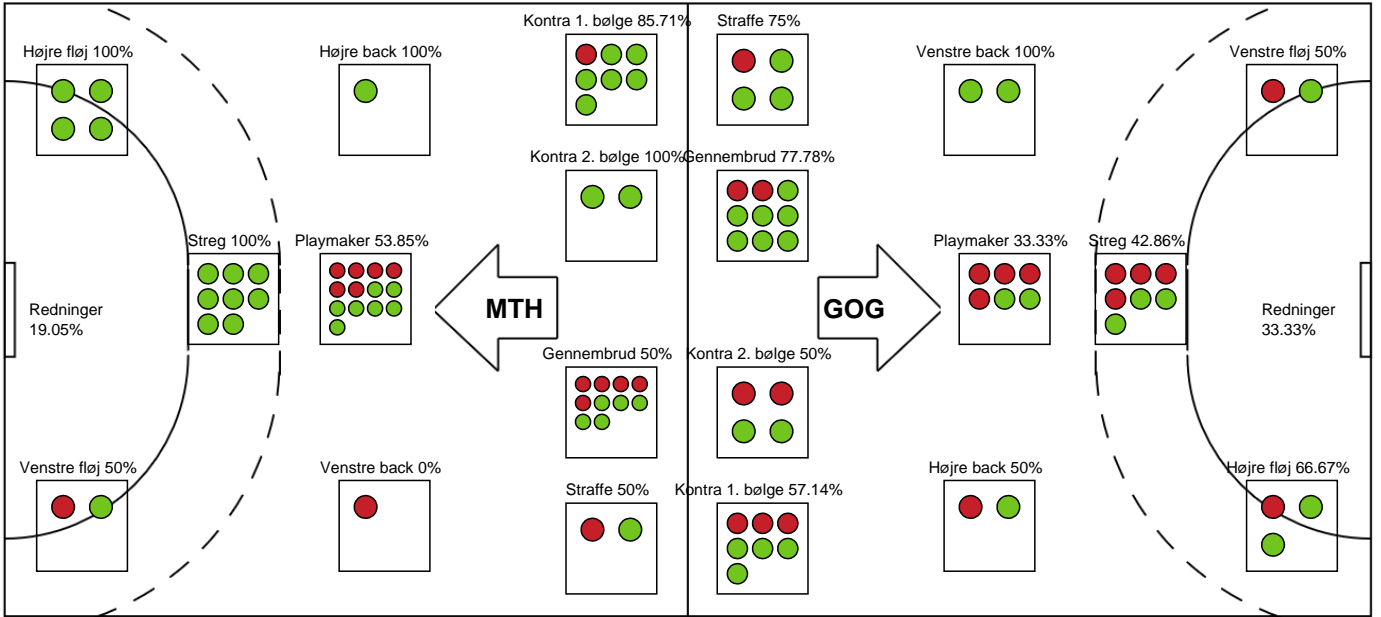 Kontra 1. bølge 85.71%
Straffe 75%
Højre fløj 100%
Højre back 100%
Venstre back 100%
Venstre fløj 50%
Kontra 2. bølge 100%
Gennembrud 77.78%
Streg 100%
Playmaker 53.85%
Playmaker 33.33%
Streg 42.86%
Redninger
19.05%
MTH
GOG
Redninger
33.33%
Gennembrud 50%
Kontra 2. bølge 50%
Venstre fløj 50%
Venstre back 0%
Højre back 50%
Højre fløj 66.67%
Straffe 50%
Kontra 1. bølge 57.14%